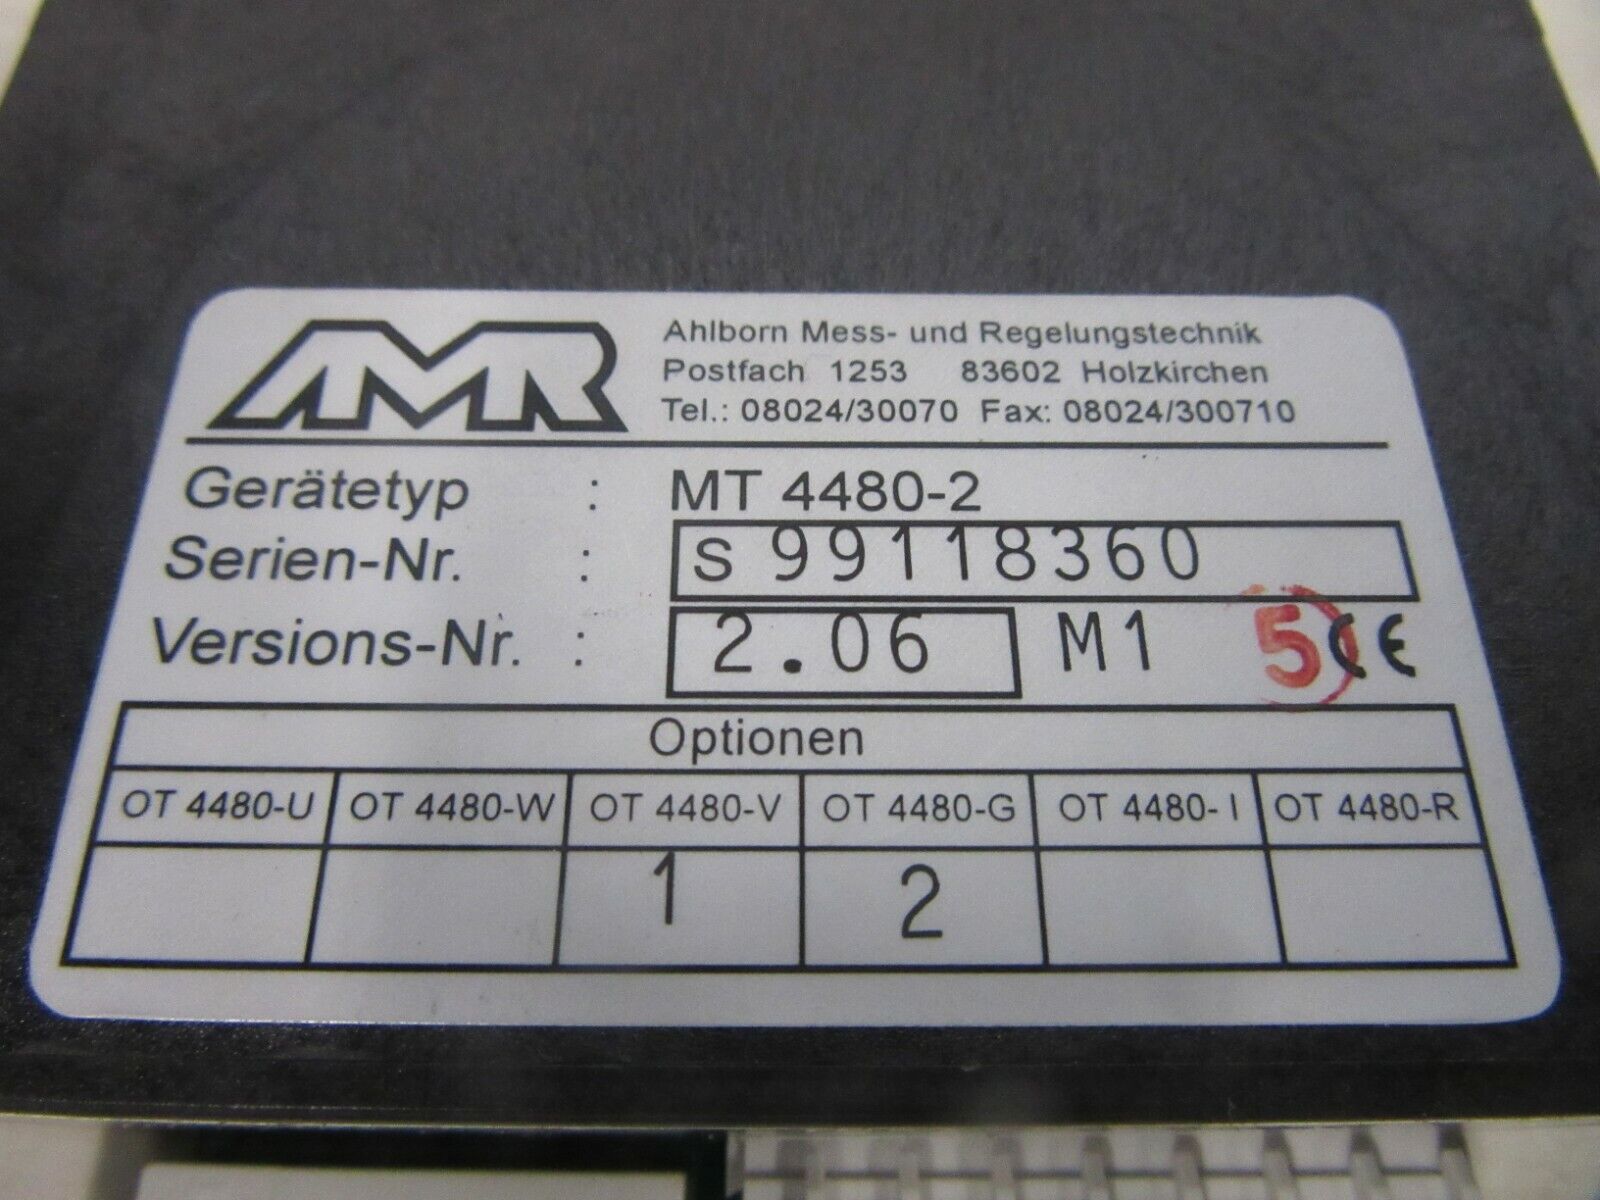 AMR
Ahlborn Mess- und Regelungstechnik
Postfach 1253 83602 Holzkirchen
Tel.: 08024/30070 Fax: 08024/300710
Gerätetyp : MT 4480-2
Serien-Nr. : S 99118360
Versions-Nr. : 2.06 M1 5 CE
Optionen
OT 4480-U OT 4480-W OT 4480-V OT 4480-G OT 4480-I OT 4480-R
1 2